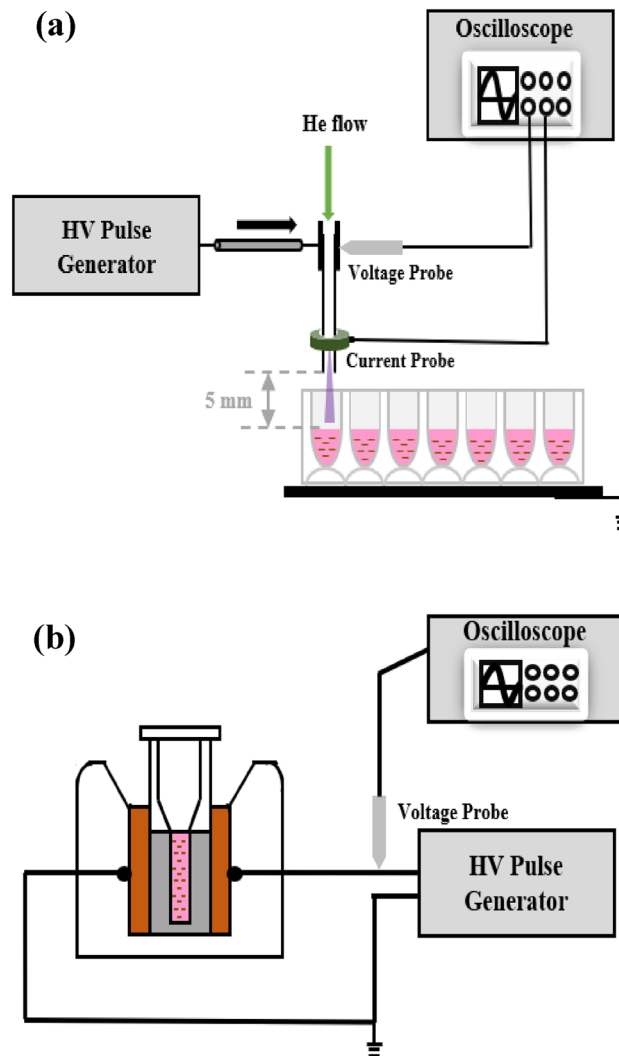 (a)
Oscilloscope
He flow
HV Pulse
Generator
Voltage Probe
Current Probe
5 mm
(b)
Oscilloscope
Voltage Probe
HV Pulse
Generator